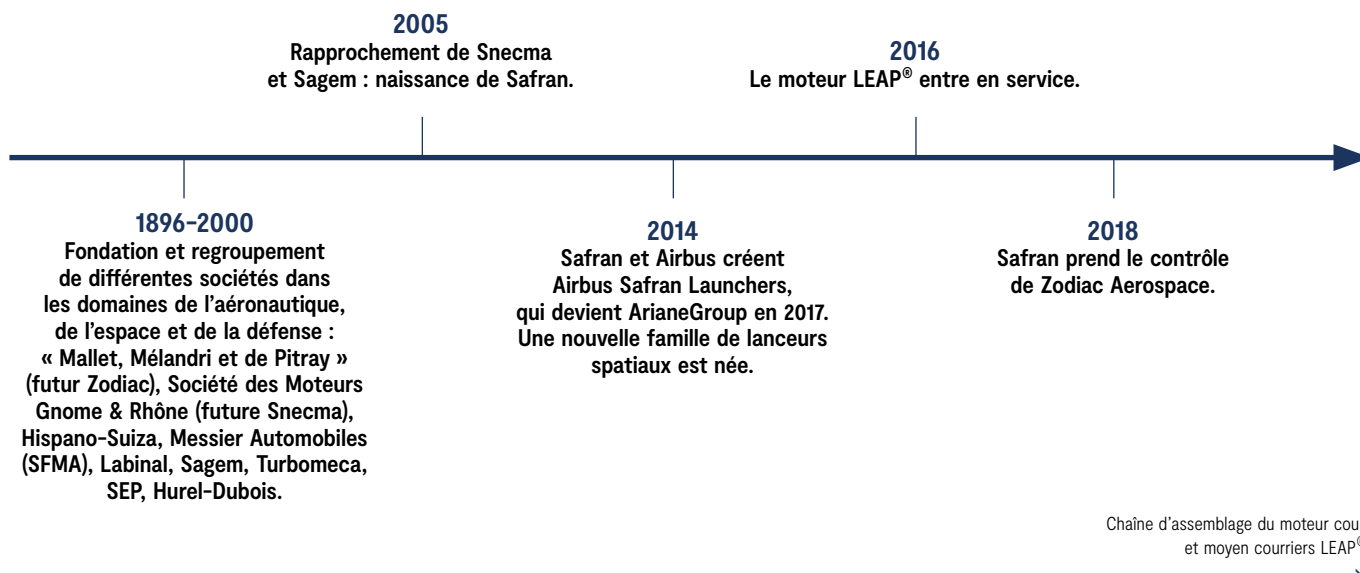 2005
Rapprochement de Snecma
et Sagem : naissance de Safran.
2016
Le moteur LEAP® entre en service.
1896–2000
Fondation et regroupement
de différentes sociétés dans
les domaines de l’aéronautique,
de l’espace et de la défense :
« Mallet, Mélandri et de Pitray »
(futur Zodiac), Société des Moteurs
Gnome & Rhône (future Snecma),
Hispano-Suiza, Messier Automobiles
(SFMA), Labinal, Sagem, Turbomeca,
SEP, Hurel-Dubois.
2014
Safran et Airbus créent
Airbus Safran Launchers,
qui devient ArianeGroup en 2017.
Une nouvelle famille de lanceurs
spatiaux est née.
2018
Safran prend le contrôle
de Zodiac Aerospace.
Chaîne d’assemblage du moteur cou
et moyen courriers LEAP®